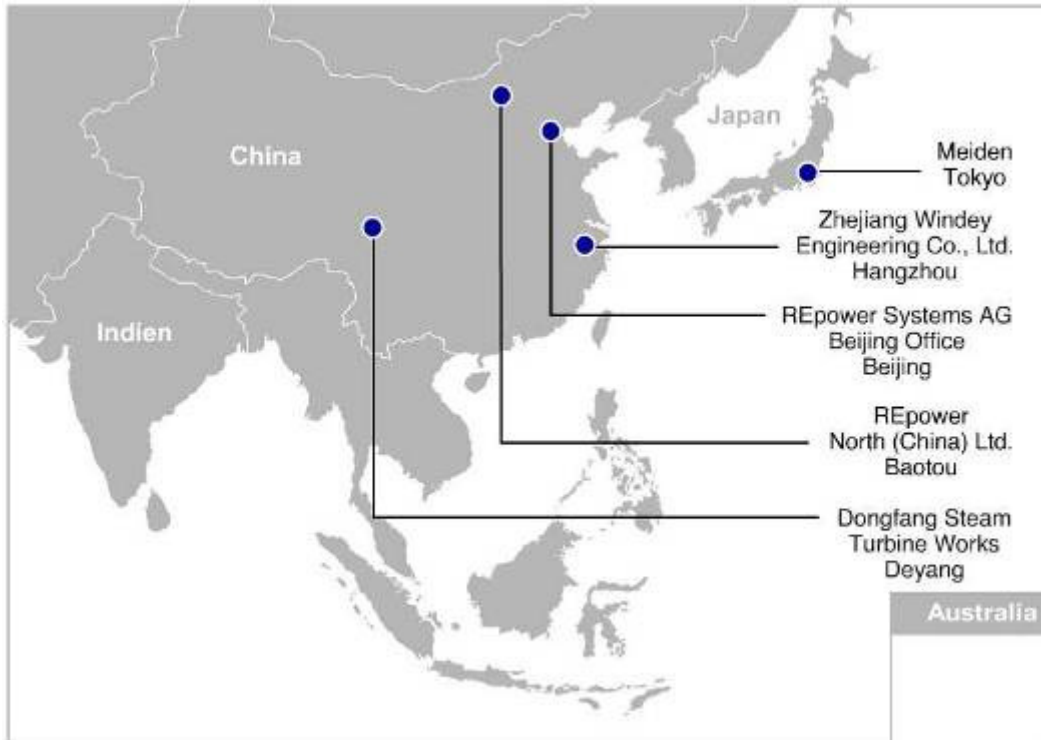 China
Indien
Japan
Meiden
Tokyo
Zhejiang Windey
Engineering Co., Ltd.
Hangzhou
REpower Systems AG
Beijing Office
Beijing
REpower
North (China) Ltd.
Baotou
Dongfang Steam
Turbine Works
Deyang
Australia